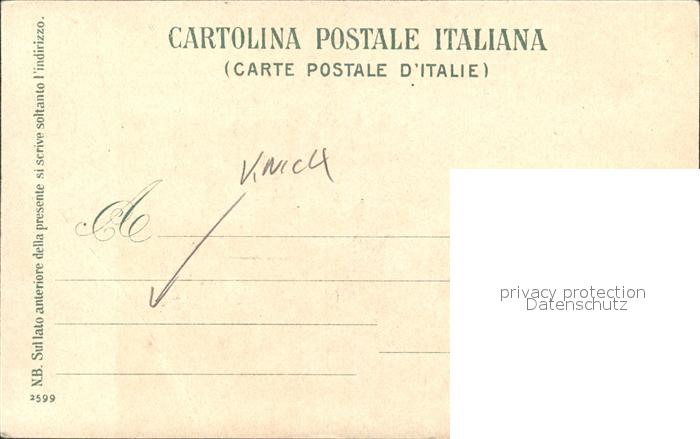 CARTOLINA POSTALE ITALIANA
(CARTE POSTALE D'ITALIE)
N.B. Sul lato anteriore della presente si scrive soltanto l'indirizzo.
A
privacy protection
Datenschutz
2599